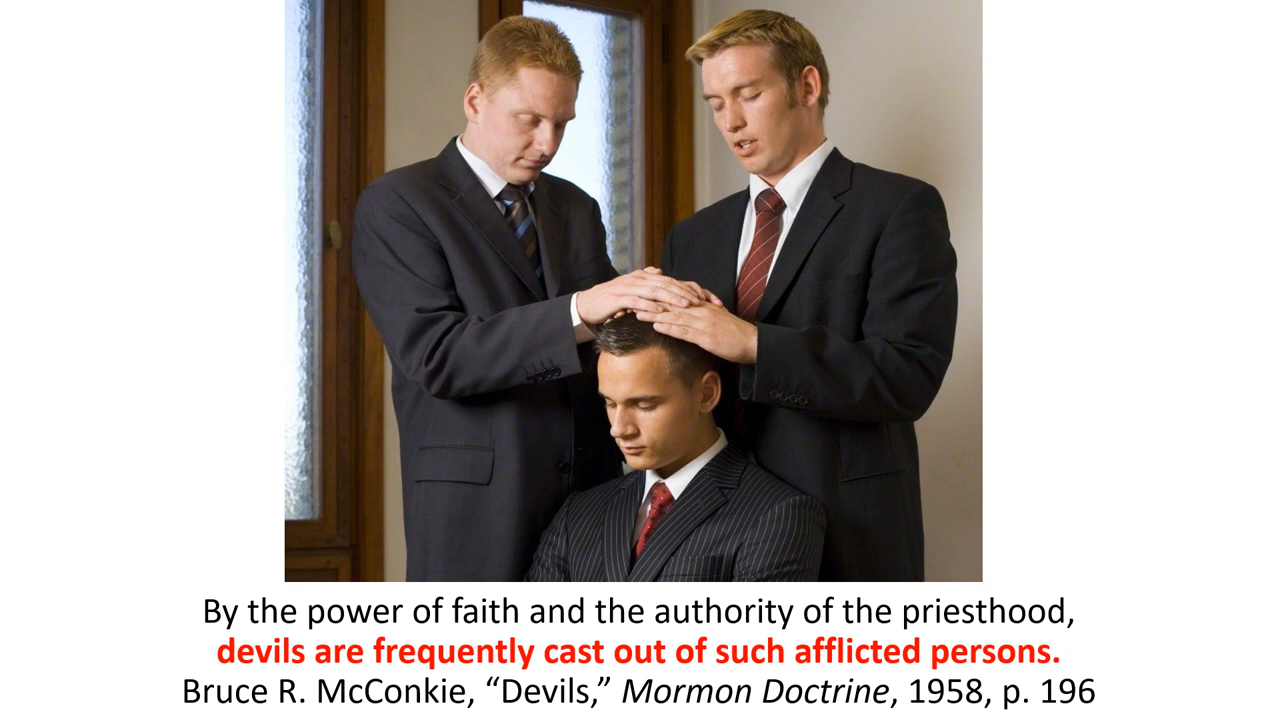 By the power of faith and the authority of the priesthood,
devils are frequently cast out of such afflicted persons.
Bruce R. McConkie, “Devils,” Mormon Doctrine, 1958, p. 196